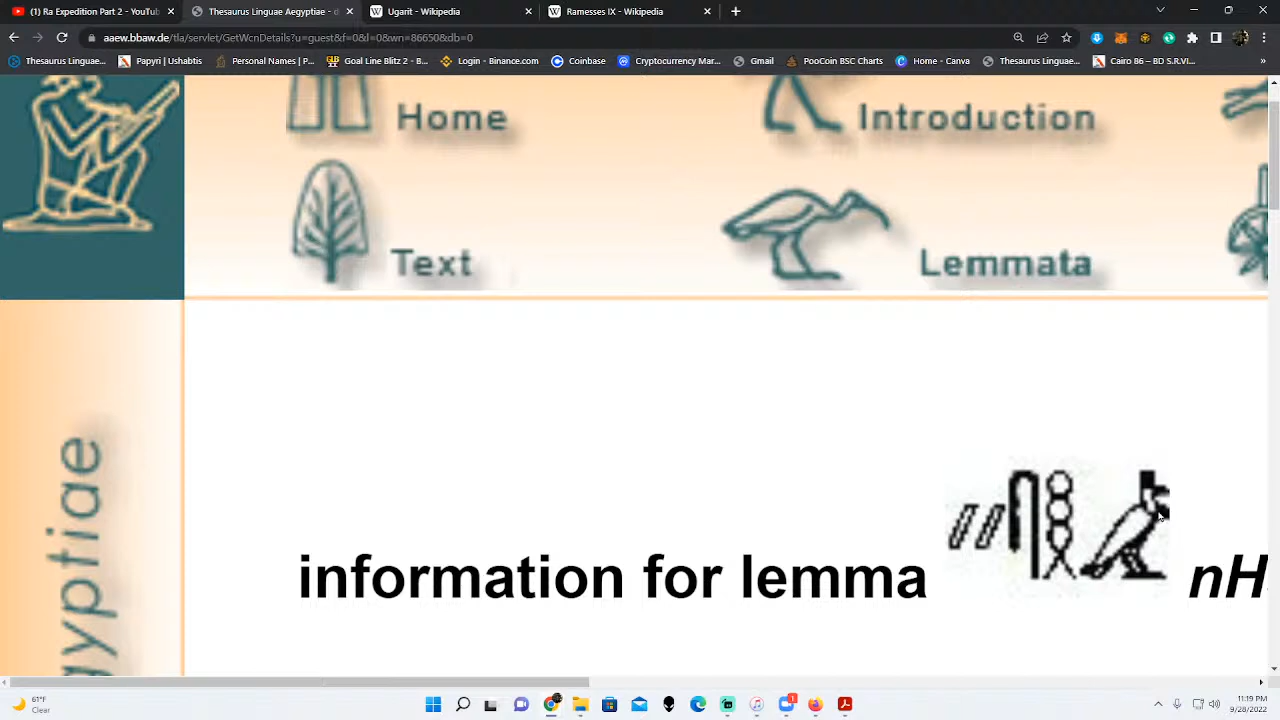 (1) Ra Expedition Part 2 - YouTub
Thesaurus Linguae Aegyptiae - d
Ugarit - Wikipedia
Ramesses IX - Wikipedia
aaew.bbaw.de/tla/servlet/GetWcnDetails?u=guest&f=0&l=0&wn=86650&db=0
Thesaurus Linguae...
Papyri | Ushabti
Personal Names | P...
Goal Line Blitz 2 - B...
Login - Binance.com
Coinbase
Cryptocurrency Mar...
Gmail
Poocoin BSC Charts
Home - Canva
Thesaurus Linguae...
Cairo 86 – BD R.VI...
Home
Introduction
Text
Lemmata
gyptiae
information for lemma nH
61°F
Clear
11:19 PM
9/28/2022